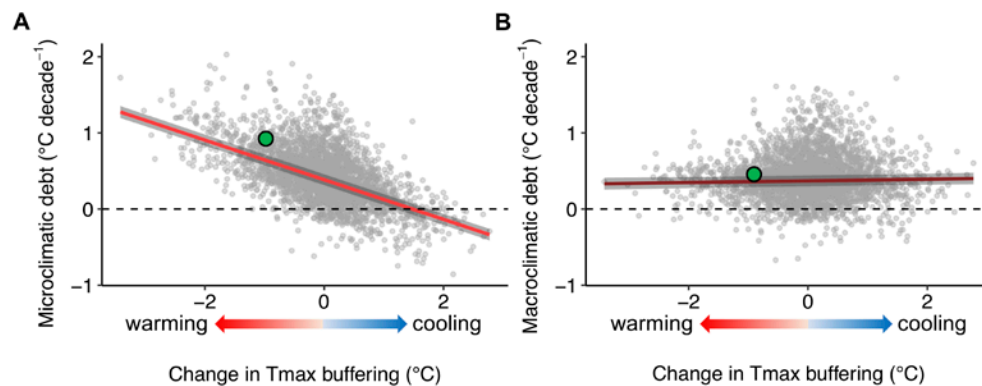 A
Microclimatic debt (°C decade⁻¹)
2
1
0
−1
−2
0
2
warming
cooling
Change in Tmax buffering (°C)
B
Macroclimatic debt (°C decade⁻¹)
2
1
0
−1
−2
0
2
warming
cooling
Change in Tmax buffering (°C)